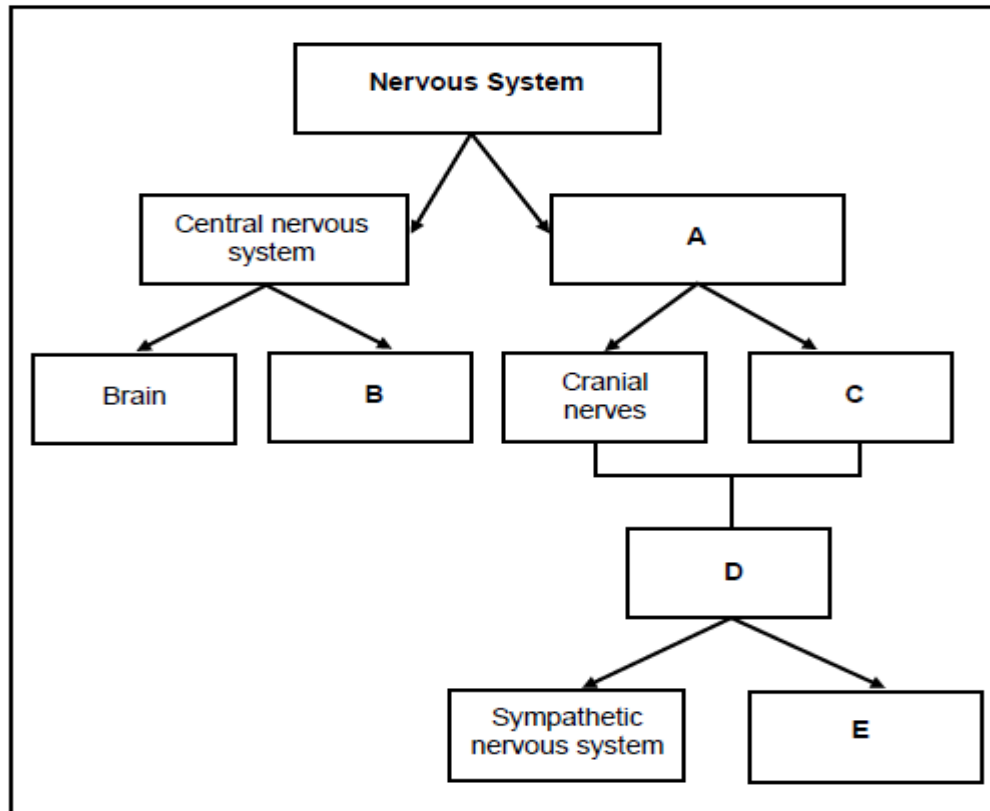 Nervous System
Central nervous
system
A
Brain
B
Cranial
nerves
C
D
Sympathetic
nervous system
E